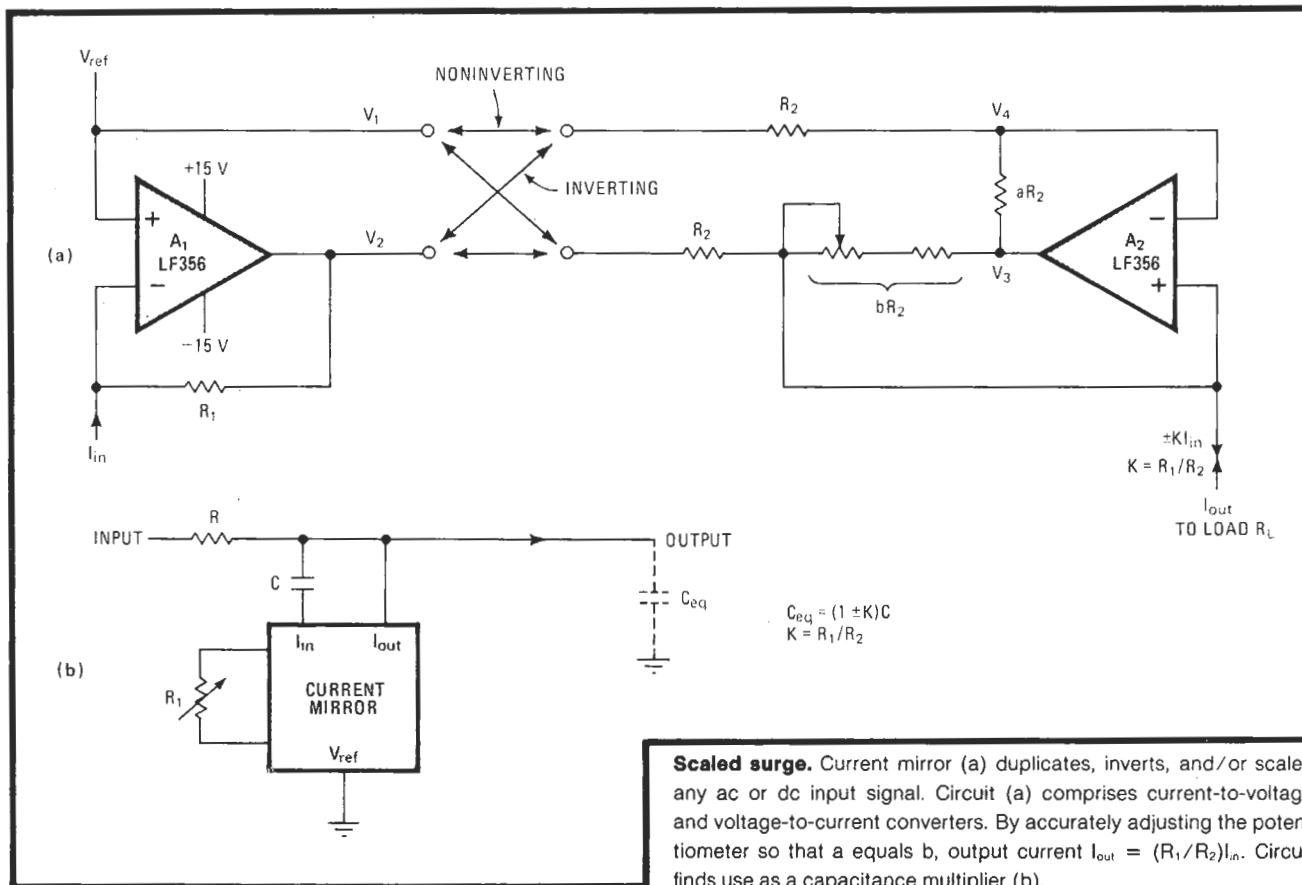 V_ref
NONINVERTING
V_1
R_2
V_4
+15 V
INVERTING
aR_2
(a)
+
A_1
LF356
V_2
R_2
−
A_2
LF356
V_3
−
+
−15 V
bR_2
R_1
I_in
±KI_in
K = R_1/R_2
I_out
TO LOAD R_L
INPUT
R
OUTPUT
C
C_eq
C_eq = (1 ±K)C
K = R_1/R_2
I_in
I_out
(b)
R_1
CURRENT
MIRROR
V_ref
Scaled surge. Current mirror (a) duplicates, inverts, and/or scale
any ac or dc input signal. Circuit (a) comprises current-to-voltag
and voltage-to-current converters. By accurately adjusting the poten
tiometer so that a equals b, output current I_out = (R_1/R_2)I_in. Circu
finds use as a capacitance multiplier (b)